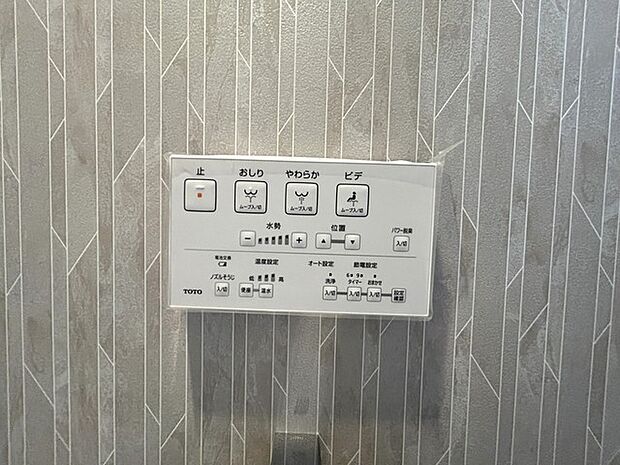 止 おしり やわらか ビデ
ムーブ入/切 ムーブ入/切 ムーブ入/切
水勢 位置 パワー脱臭
− + ▲ ▼ 入/切
電池交換 温度設定 オート設定 節電設定
ノズルそうじ 低 高 洗浄 6 9 タイマー おまかせ
TOTO 入/切 便座 温水 入/切 入/切 入/切 設定確認